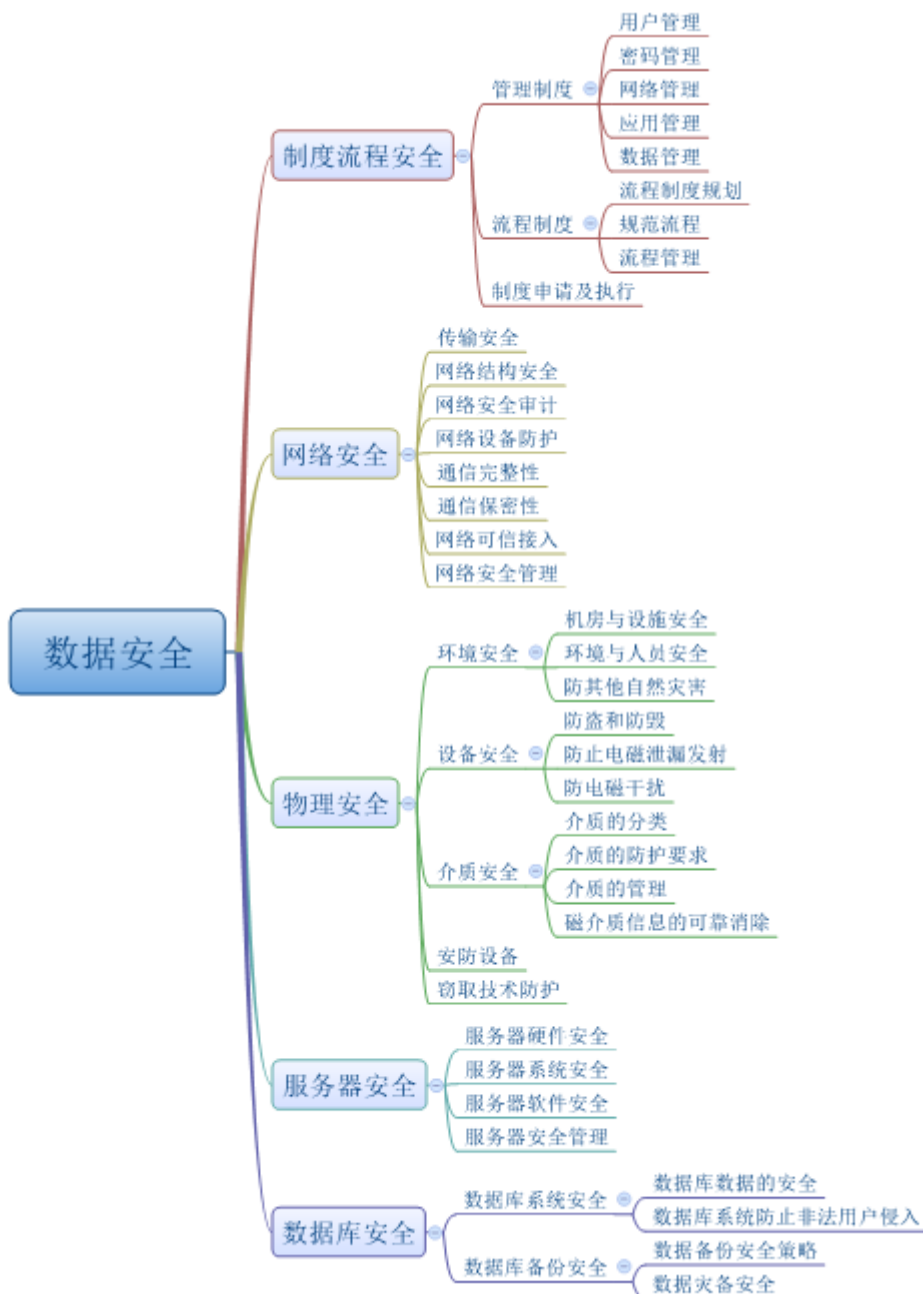 数据安全
制度流程安全
管理制度
用户管理
密码管理
网络管理
应用管理
数据管理
流程制度
流程制度规划
规范流程
流程管理
制度申请及执行
网络安全
传输安全
网络结构安全
网络安全审计
网络设备防护
通信完整性
通信保密性
网络可信接入
网络安全管理
物理安全
环境安全
机房与设施安全
环境与人员安全
防其他自然灾害
设备安全
防盗和防毁
防止电磁泄漏发射
防电磁干扰
介质安全
介质的分类
介质的防护要求
介质的管理
磁介质信息的可靠消除
安防设备
窃取技术防护
服务器安全
服务器硬件安全
服务器系统安全
服务器软件安全
服务器安全管理
数据库安全
数据库系统安全
数据库数据的安全
数据库系统防止非法用户侵入
数据库备份安全
数据备份安全策略
数据灾备安全